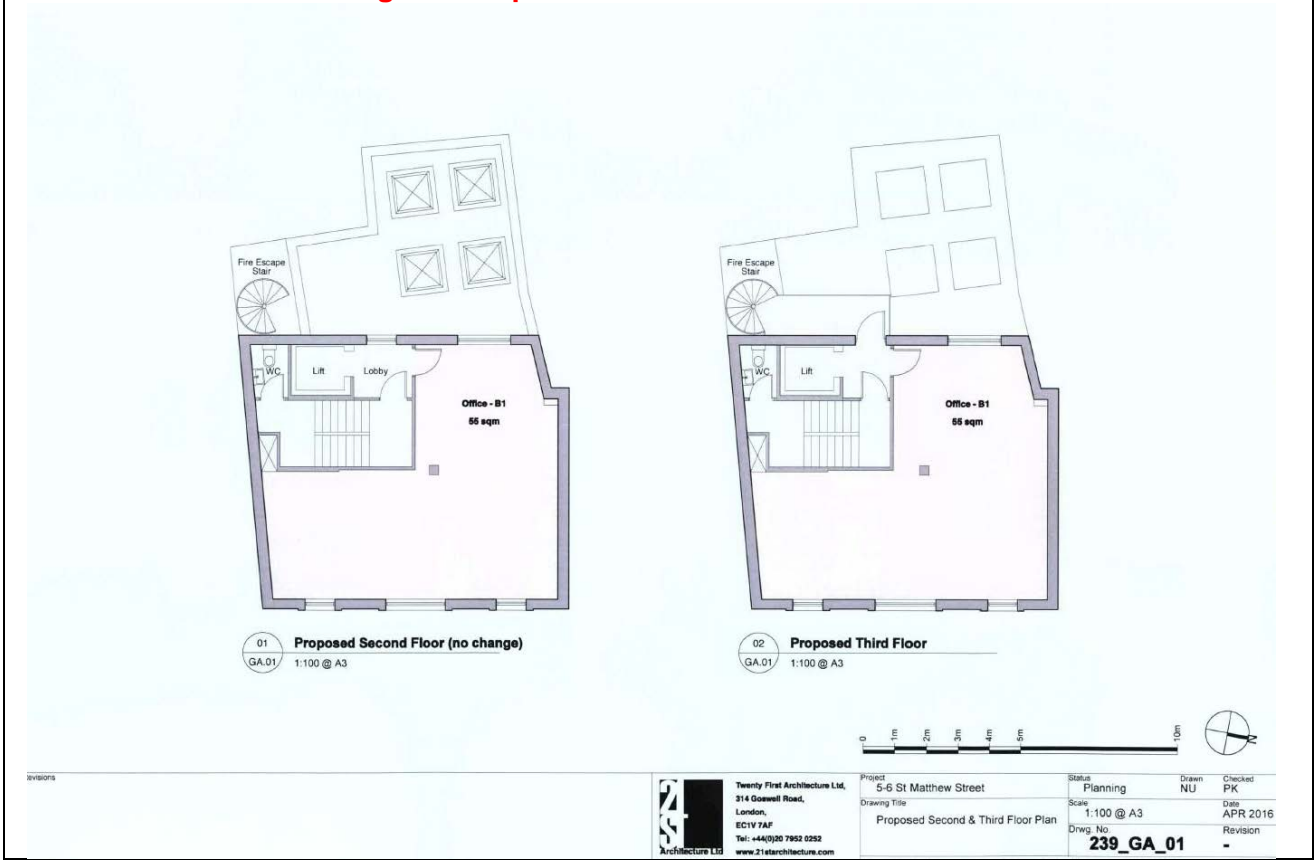 Fire Escape
Stair
WC
Lift
Lobby
Office - B1
55 sqm
Fire Escape
Stair
WC
Lift
Office - B1
55 sqm
01
GA.01
Proposed Second Floor (no change)
1:100 @ A3
02
GA.01
Proposed Third Floor
1:100 @ A3
0 1m 2m 3m 4m 5m 10m
N
evisions
21
ST
Architecture Ltd
Twenty First Architecture Ltd,
314 Goswell Road,
London,
EC1V 7AF
Tel: +44(0)20 7952 0252
www.21starchitecture.com
Project
5-6 St Matthew Street
Drawing Title
Proposed Second & Third Floor Plan
Status
Planning
Drawn
NU
Checked
PK
Scale
1:100 @ A3
Date
APR 2016
Drwg. No.
239_GA_01
Revision
-